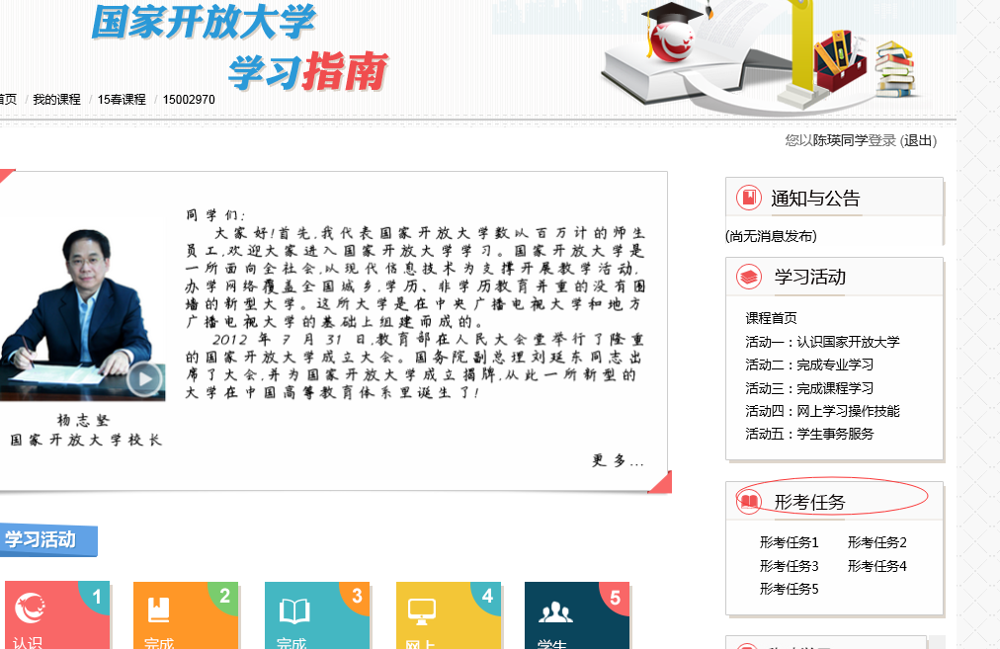 国家开放大学
学习指南
首页 / 我的课程 / 15春课程 / 15002970
您以陈瑛同学登录 (退出)
同学们:
大家好!首先,我代表国家开放大学数以百万计的师生
员工,欢迎大家进入国家开放大学学习。国家开放大学是
一所面向全社会,以现代信息技术为支撑开展教学活动,
办学网络覆盖全国城乡,学历、非学历教育并重的没有围
墙的新型大学。这所大学是在中央广播电视大学和地方
广播电视大学的基础上组建而成的。
2012 年 7 月 31 日,教育部在人民大会堂举行了隆重
的国家开放大学成立大会。国务院副总理刘延东同志出
席了大会,并为国家开放大学成立揭牌,从此一所新型的
大学在中国高等教育体系里诞生了!
更多...
杨志坚
国家开放大学校长
通知与公告
(尚无消息发布)
学习活动
课程首页
活动一：认识国家开放大学
活动二：完成专业学习
活动三：完成课程学习
活动四：网上学习操作技能
活动五：学生事务服务
形考任务
形考任务1 形考任务2
形考任务3 形考任务4
形考任务5
学习活动
1 2 3 4 5
认识 完成 完成 网上 学生